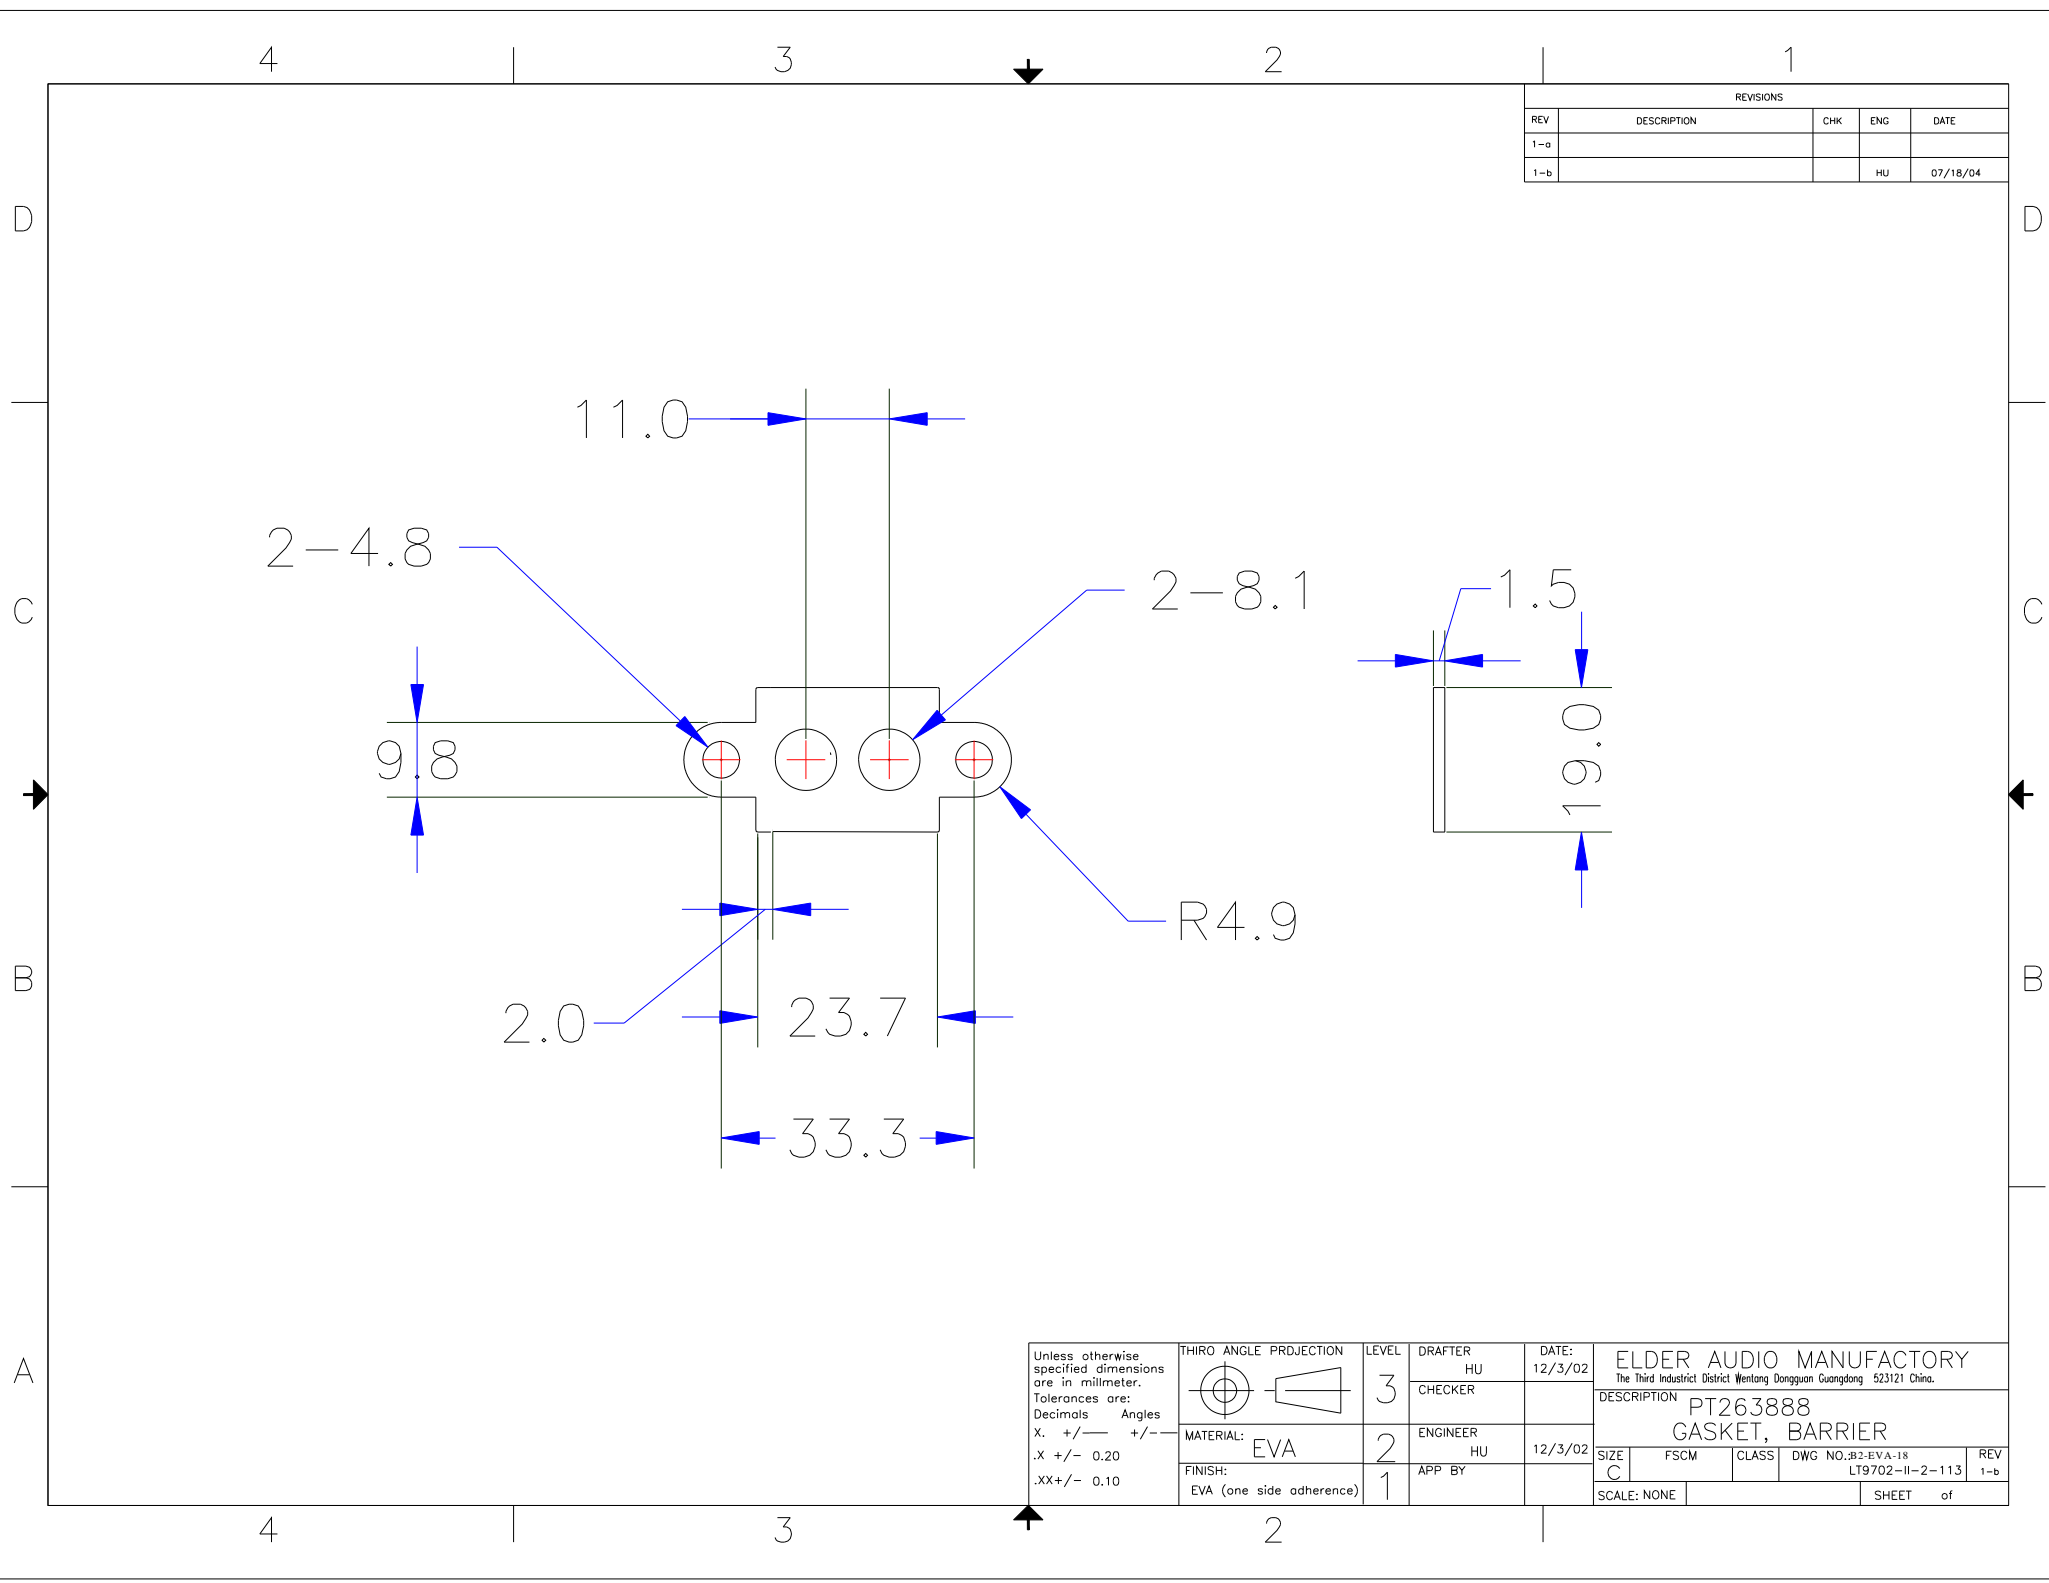 4 3 2 1
REVISIONS
REV DESCRIPTION CHK ENG DATE
1-a
1-b HU 07/18/04
D D
11.0
2-4.8
2-8.1
1.5
C C
9.8
19.0
R4.9
2.0
23.7
B B
33.3
A
Unless otherwise
specified dimensions
are in millmeter.
Tolerances are:
Decimals Angles
X. +/-— +/-—
.X +/- 0.20
.XX+/- 0.10
THIRO ANGLE PRDJECTION
MATERIAL:
EVA
FINISH:
EVA (one side adherence)
LEVEL
3
2
1
DRAFTER
HU
CHECKER
ENGINEER
HU
APP BY
DATE:
12/3/02
12/3/02
ELDER AUDIO MANUFACTORY
The Third Industrict District Wentang Dongguan Guangdong 523121 China.
DESCRIPTION
PT263888
GASKET, BARRIER
SIZE FSCM CLASS DWG NO.:B2-EVA-18 REV
C LT9702-II-2-113 1-b
SCALE: NONE SHEET of
4 3 2